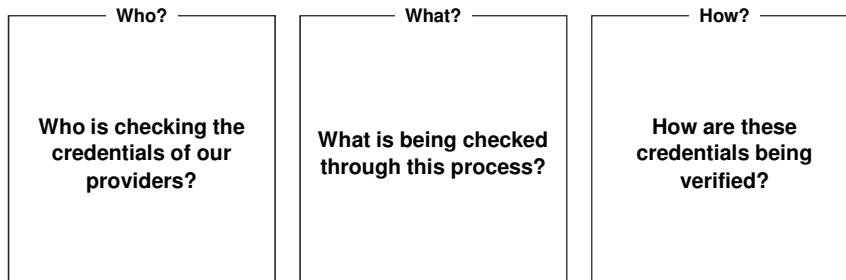 Who?
Who is checking the
credentials of our
providers?
What?
What is being checked
through this process?
How?
How are these
credentials being
verified?